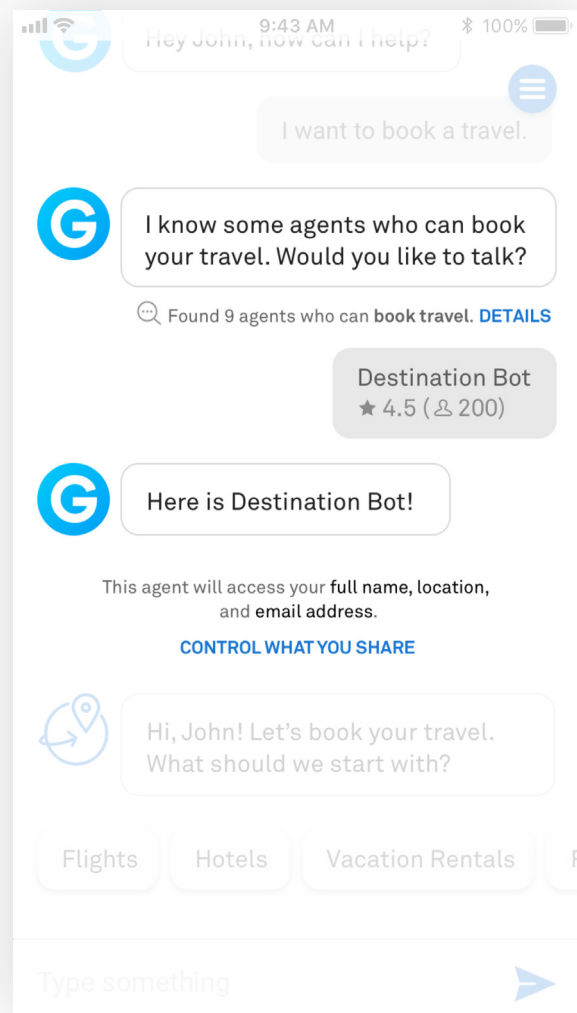 9:43 AM
100%
Hey John, how can I help?
I want to book a travel.
G
I know some agents who can book
your travel. Would you like to talk?
Found 9 agents who can book travel. DETAILS
Destination Bot
★ 4.5 (200)
G
Here is Destination Bot!
This agent will access your full name, location,
and email address.
CONTROL WHAT YOU SHARE
Hi, John! Let's book your travel.
What should we start with?
Flights
Hotels
Vacation Rentals
Type something